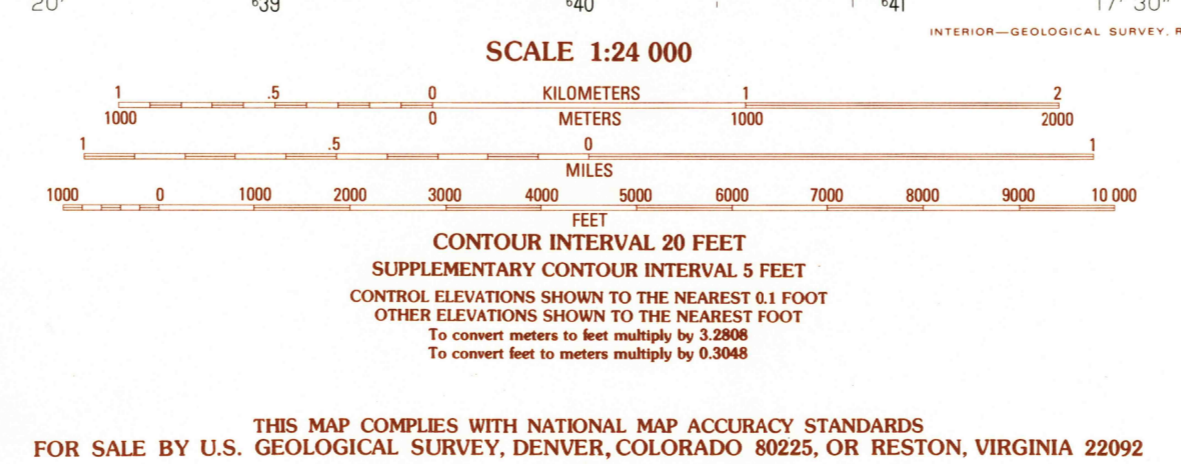 20' ⁶39 ⁶40 ⁶41 17' 30"
INTERIOR—GEOLOGICAL SURVEY, R
SCALE 1:24 000
1 .5 0 KILOMETERS 1 2
1000 0 METERS 1000 2000
1 .5 0 1
MILES
1000 0 1000 2000 3000 4000 5000 6000 7000 8000 9000 10 000
FEET
CONTOUR INTERVAL 20 FEET
SUPPLEMENTARY CONTOUR INTERVAL 5 FEET
CONTROL ELEVATIONS SHOWN TO THE NEAREST 0.1 FOOT
OTHER ELEVATIONS SHOWN TO THE NEAREST FOOT
To convert meters to feet multiply by 3.2808
To convert feet to meters multiply by 0.3048
THIS MAP COMPLIES WITH NATIONAL MAP ACCURACY STANDARDS
FOR SALE BY U.S. GEOLOGICAL SURVEY, DENVER, COLORADO 80225, OR RESTON, VIRGINIA 22092